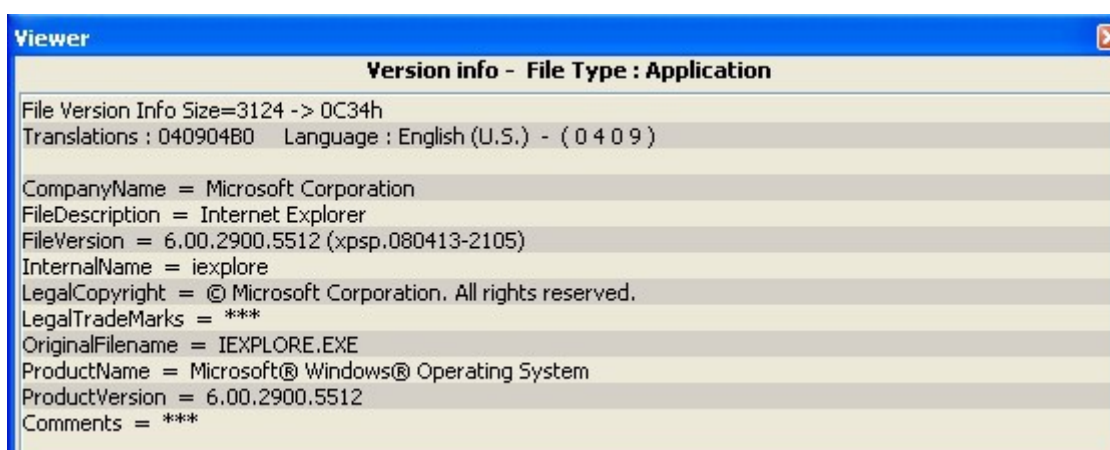 Viewer
Version info - File Type : Application
File Version Info Size=3124 -> 0C34h
Translations : 040904B0 Language : English (U.S.) - ( 0 4 0 9 )
CompanyName = Microsoft Corporation
FileDescription = Internet Explorer
FileVersion = 6.00.2900.5512 (xpsp.080413-2105)
InternalName = iexplore
LegalCopyright = © Microsoft Corporation. All rights reserved.
LegalTradeMarks = ***
OriginalFilename = IEXPLORE.EXE
ProductName = Microsoft® Windows® Operating System
ProductVersion = 6.00.2900.5512
Comments = ***